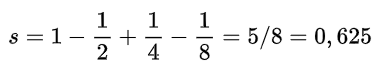 s = 1 − 1/2 + 1/4 − 1/8 = 5/8 = 0,625